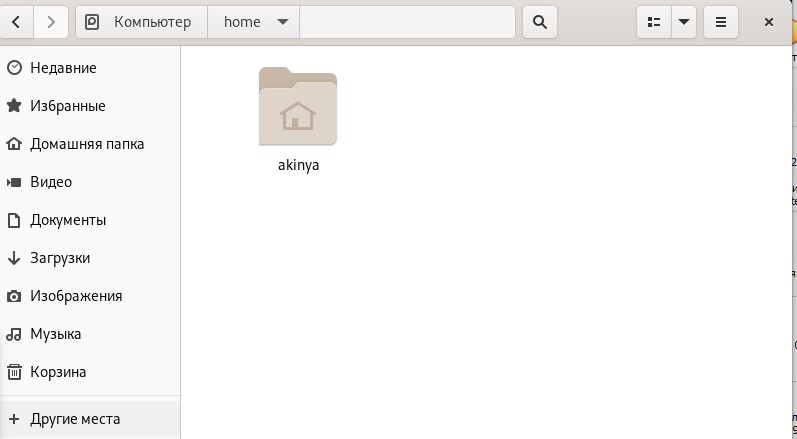 Компьютер
home
Недавние
Избранные
Домашняя папка
Видео
Документы
Загрузки
Изображения
Музыка
Корзина
Другие места
akinya